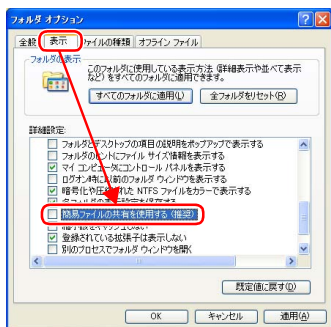 フォルダ オプション
全般 表示 ファイルの種類 オフライン ファイル
フォルダの表示
このフォルダに使用している表示方法（詳細表示や並べて表示
など）をすべてのフォルダに適用できます。
すべてのフォルダに適用(L) 全フォルダをリセット(R)
詳細設定:
フォルダとデスクトップの項目の説明をポップアップで表示する
フォルダのヒントにファイル サイズ情報を表示する
マイ コンピュータにコントロール パネルを表示する
ログオン時に以前のフォルダ ウィンドウを表示する
暗号化や圧縮された NTFS ファイルをカラーで表示する
簡易ファイルの共有を使用する (推奨)
登録されている拡張子は表示しない
別のプロセスでフォルダ ウィンドウを開く
既定値に戻す(D)
OK キャンセル 適用(A)